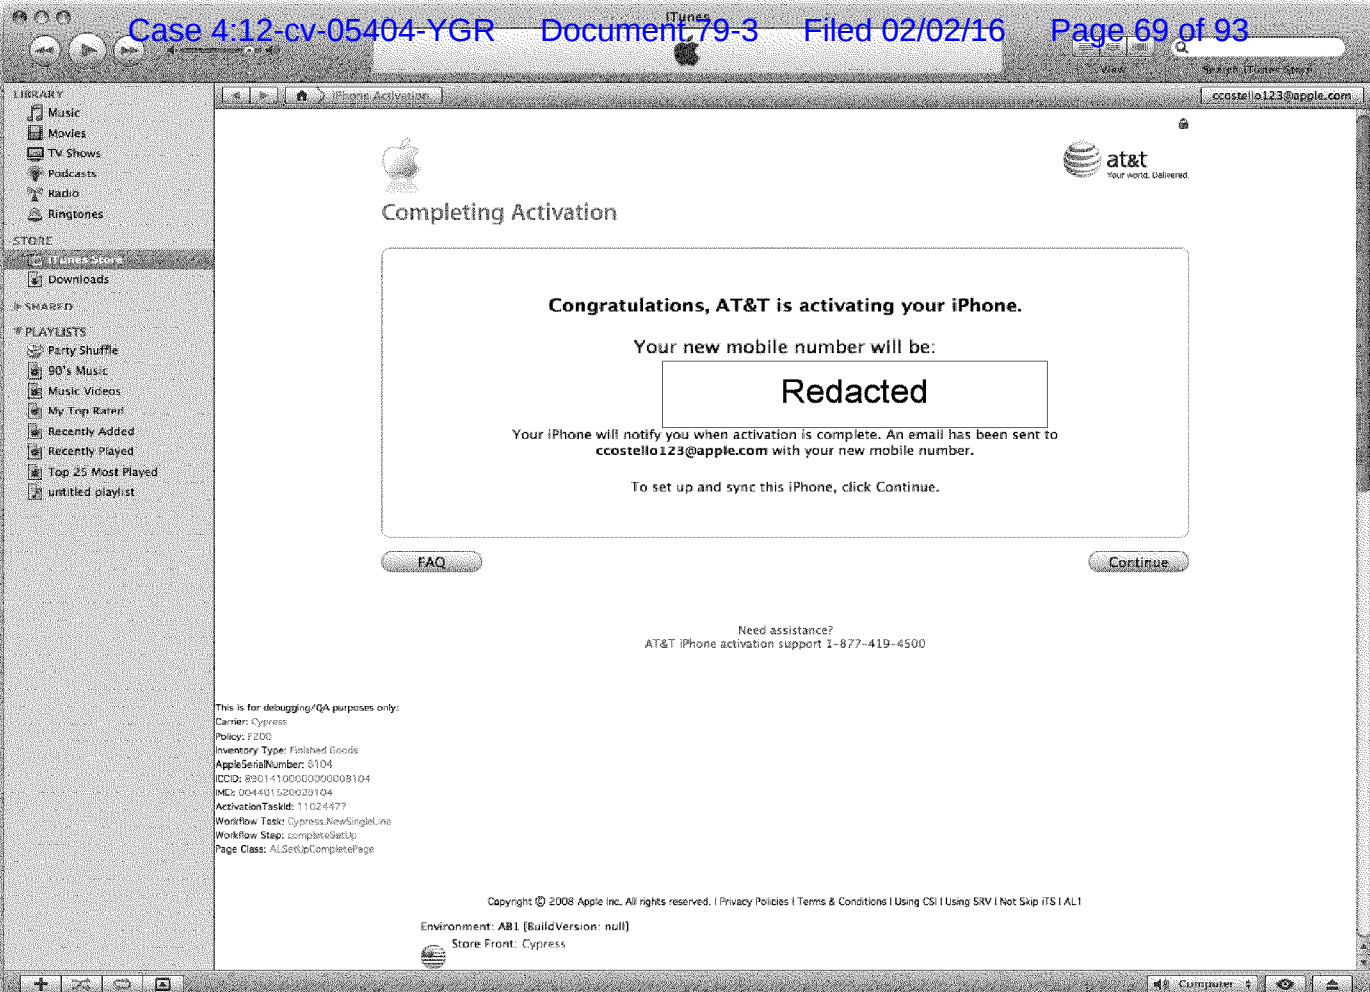 Case 4:12-cv-05404-YGR Document 79-3 Filed 02/02/16 Page 69 of 93
iTunes
View
Search iTunes Store
iPhone Activation
ccostello123@apple.com
LIBRARY
Music
Movies
TV Shows
Podcasts
Radio
Ringtones
STORE
iTunes Store
Downloads
SHARED
PLAYLISTS
Party Shuffle
90's Music
Music Videos
My Top Rated
Recently Added
Recently Played
Top 25 Most Played
untitled playlist
at&t
Your world. Delivered.
Completing Activation
Congratulations, AT&T is activating your iPhone.
Your new mobile number will be:
Redacted
Your iPhone will notify you when activation is complete. An email has been sent to
ccostello123@apple.com with your new mobile number.
To set up and sync this iPhone, click Continue.
FAQ
Continue
Need assistance?
AT&T iPhone activation support 1-877-419-4500
This is for debugging/QA purposes only:
Carrier: Cypress
Policy: F200
Inventory Type: Finished Goods
AppleSerialNumber: 8104
ICCID: 89014100000000008104
IMEI: 004401520028104
ActivationTaskId: 11024477
Workflow Task: Cypress.NewSingleLine
Workflow Step: completeSetUp
Page Class: ALSetUpCompletePage
Copyright © 2008 Apple Inc. All rights reserved. | Privacy Policies | Terms & Conditions | Using CSI | Using SRV | Not Skip iTS | AL1
Environment: AB1 [BuildVersion: null]
Store Front: Cypress
Computer